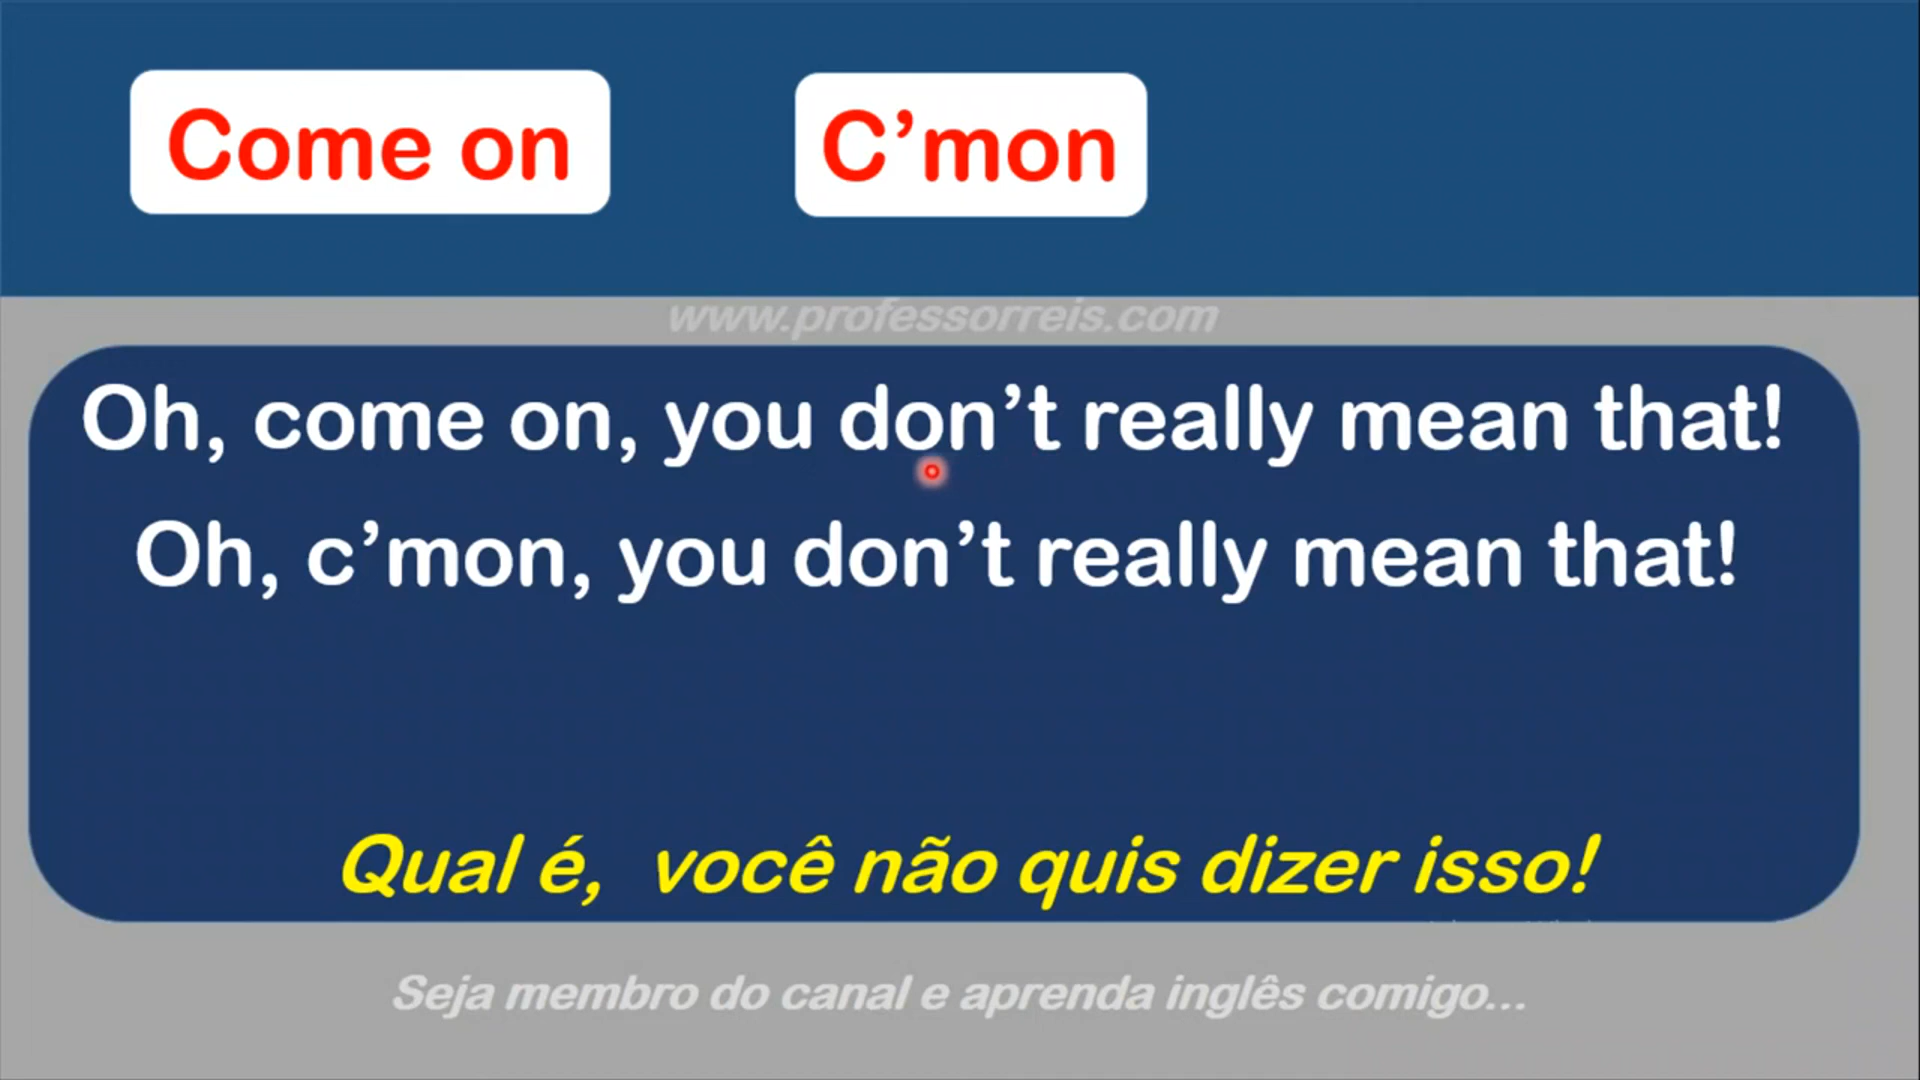 Come on
C’mon
www.professorreis.com
Oh, come on, you don’t really mean that!
Oh, c’mon, you don’t really mean that!
Qual é, você não quis dizer isso!
Seja membro do canal e aprenda inglês comigo...